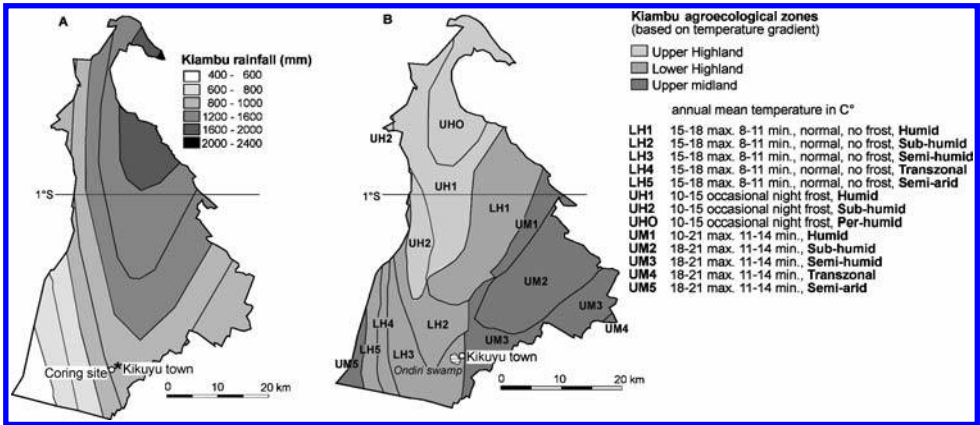 A
Kiambu rainfall (mm)
400 - 600
600 - 800
800 - 1000
1200 - 1600
1600 - 2000
2000 - 2400
1°S
Coring site
Kikuyu town
0 10 20 km
B
UHO
UH2
UH1
1°S
LH1
UM1
UH2
UM2
UM3
UM4
LH4
LH2
LH5
LH3
UM3
UM5
Kikuyu town
Ondiri swamp
0 10 20 km
Kiambu agroecological zones
(based on temperature gradient)
Upper Highland
Lower Highland
Upper midland
annual mean temperature in C°
LH1 15-18 max. 8-11 min., normal, no frost, Humid
LH2 15-18 max. 8-11 min., normal, no frost, Sub-humid
LH3 15-18 max. 8-11 min., normal, no frost, Semi-humid
LH4 15-18 max. 8-11 min., normal, no frost, Transzonal
LH5 15-18 max. 8-11 min., normal, no frost, Semi-arid
UH1 10-15 occasional night frost, Humid
UH2 10-15 occasional night frost, Sub-humid
UHO 10-15 occasional night frost, Per-humid
UM1 10-21 max. 11-14 min., Humid
UM2 18-21 max. 11-14 min., Sub-humid
UM3 18-21 max. 11-14 min., Semi-humid
UM4 18-21 max. 11-14 min., Transzonal
UM5 18-21 max. 11-14 min., Semi-arid